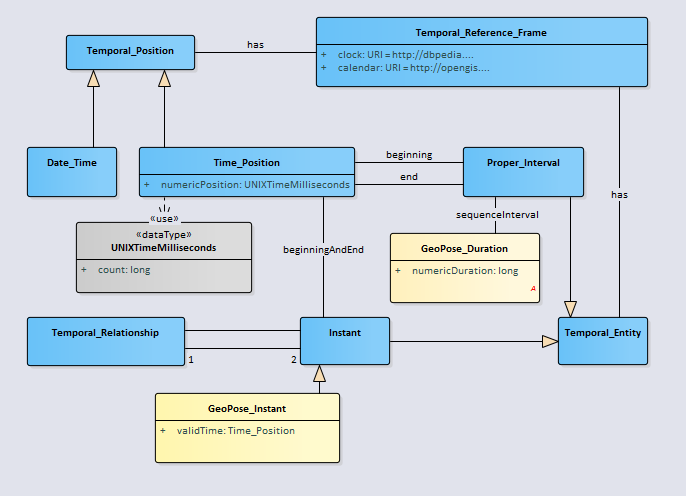 Temporal_Position
has
Temporal_Reference_Frame
+ clock: URI = http://dbpedia....
+ calendar: URI = http://opengis....
Date_Time
Time_Position
+ numericPosition: UNIXTimeMilliseconds
beginning
end
Proper_Interval
has
«use»
sequenceInterval
«dataType»
UNIXTimeMilliseconds
+ count: long
beginningAndEnd
GeoPose_Duration
+ numericDuration: long
A
Temporal_Relationship
1
2
Instant
Temporal_Entity
GeoPose_Instant
+ validTime: Time_Position